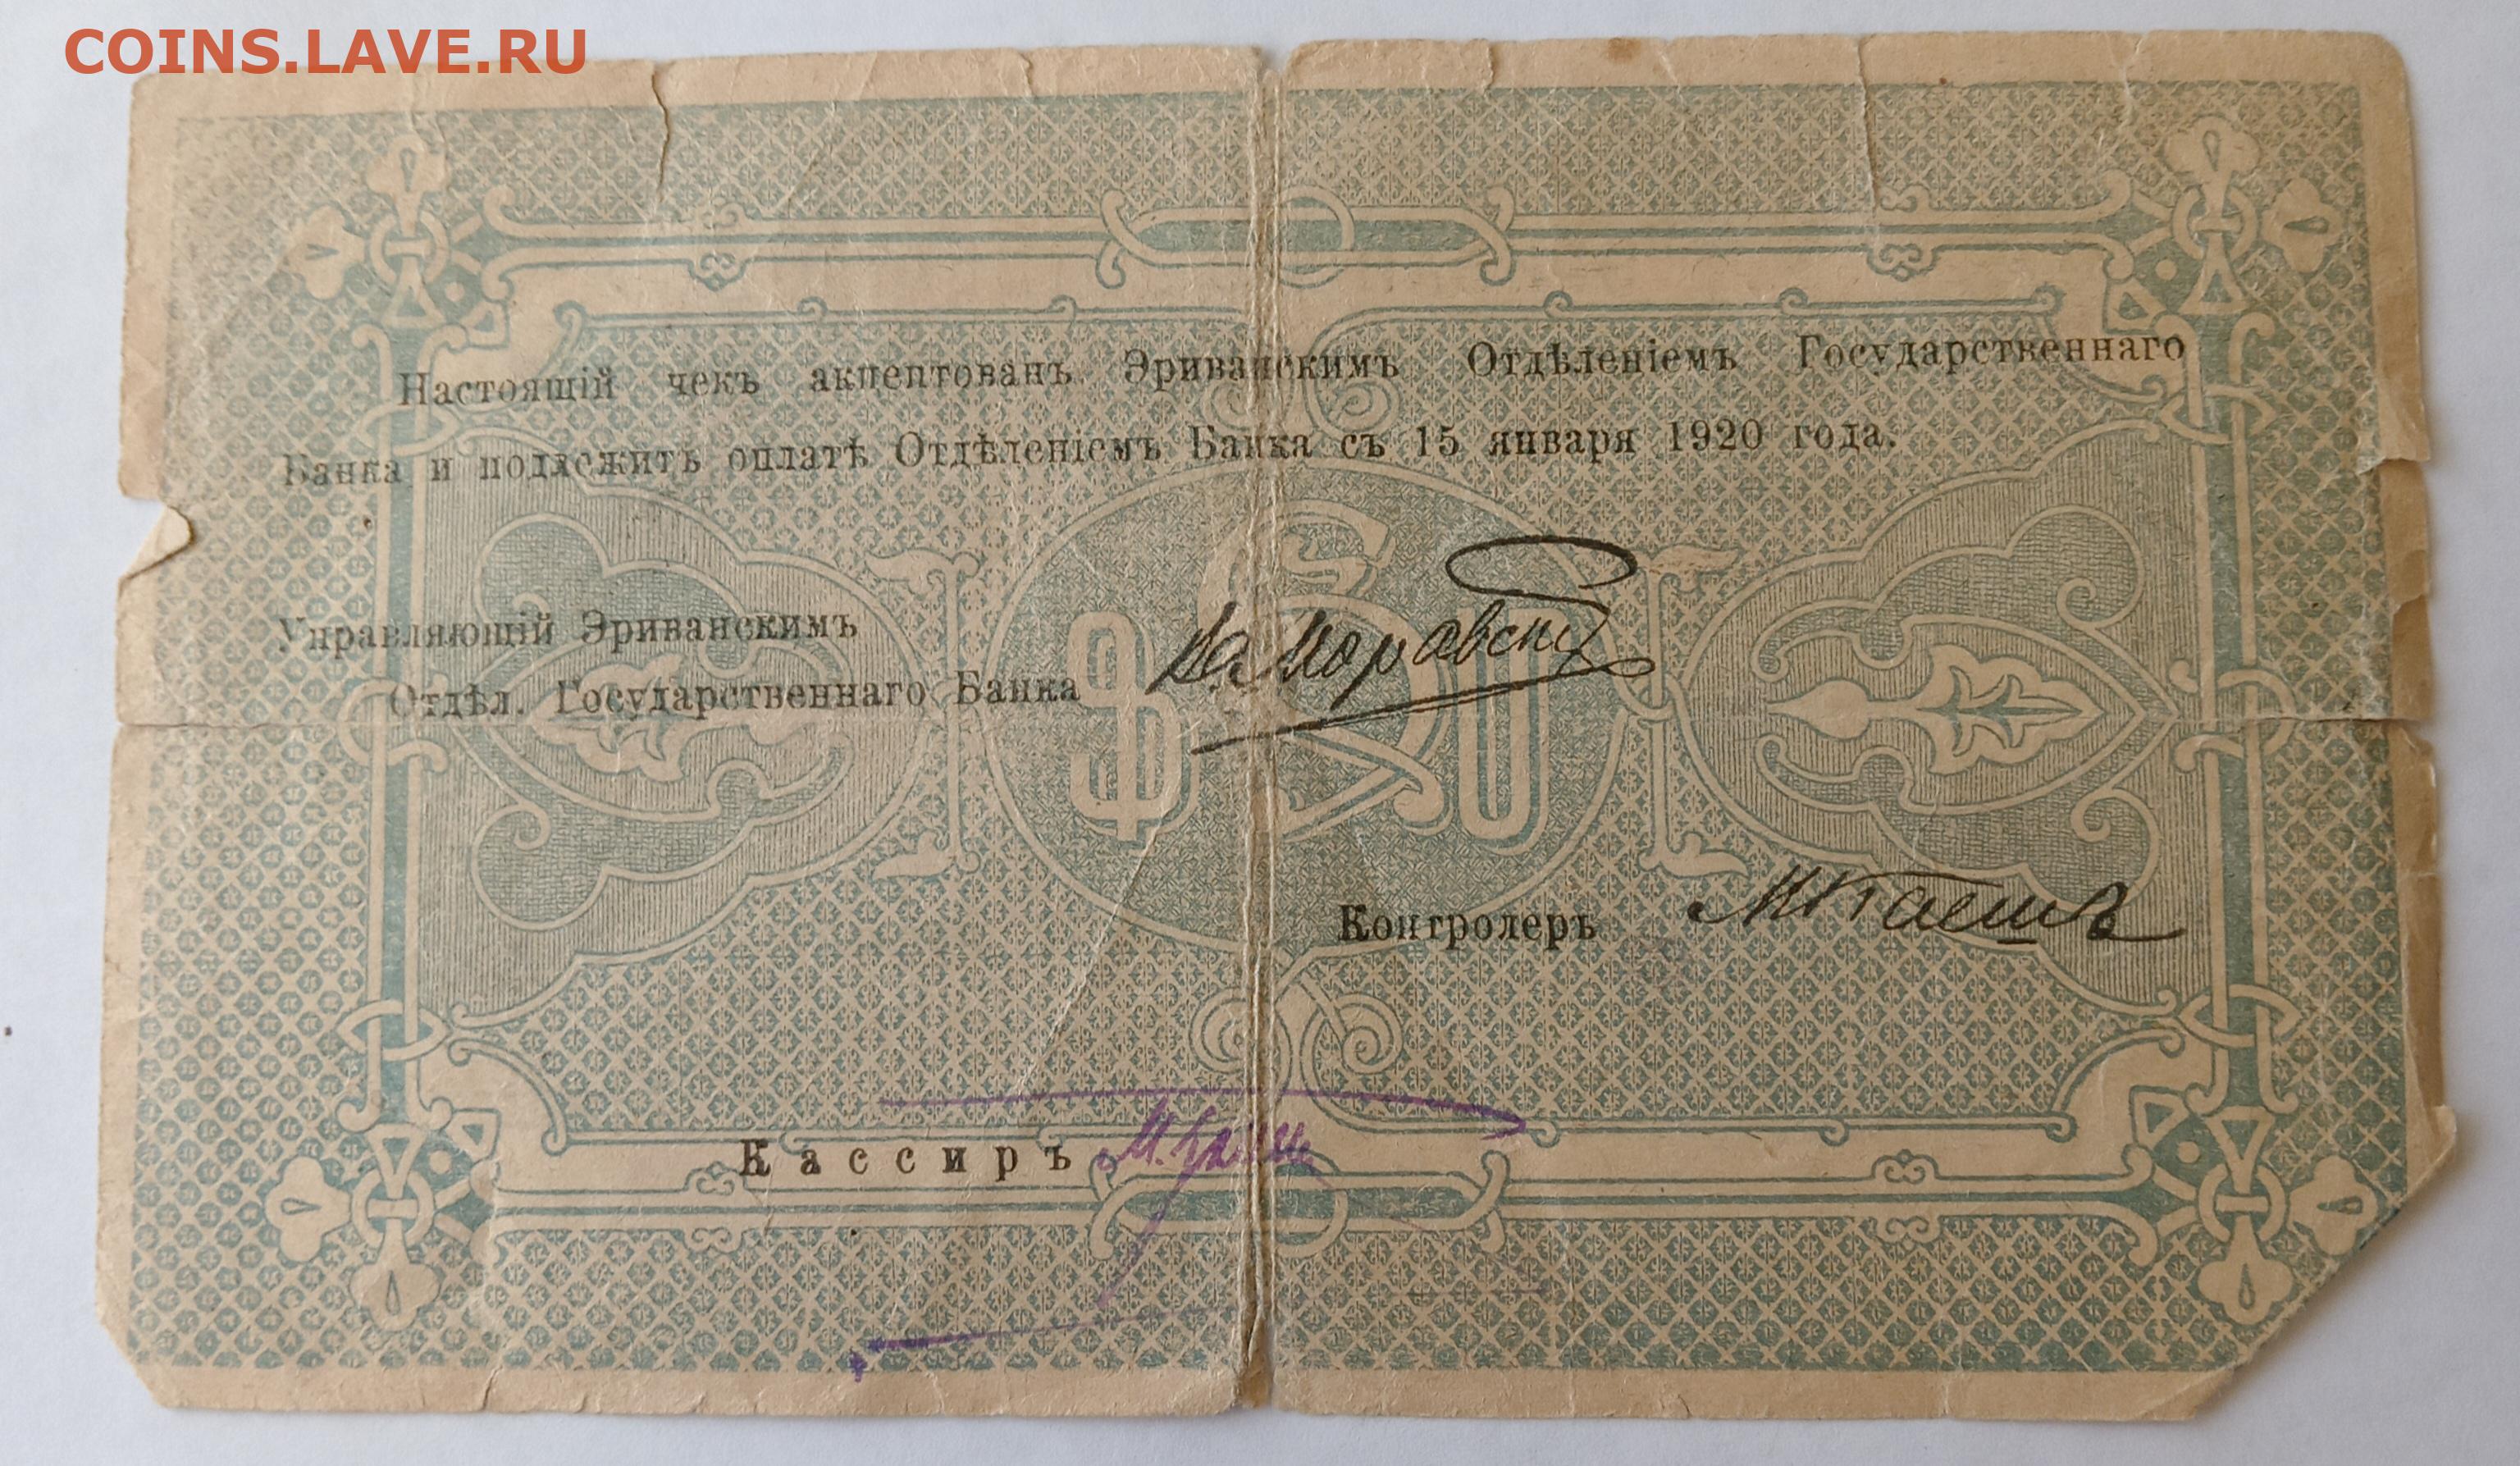 COINS.LAVE.RU
Настоящій чекъ акцептованъ Эриванскимъ Отдѣленіемъ Государственнаго
Банка и подлежитъ оплатѣ Отдѣленіемъ Банка съ 15 января 1920 года.
Управляющій Эриванскимъ
Отдѣл. Государственнаго Банка
Контролеръ
Кассиръ